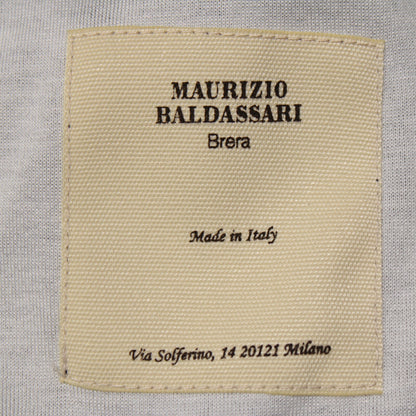 MAURIZIO
BALDASSARI
Brera
Made in Italy
Via Solferino, 14 20121 Milano